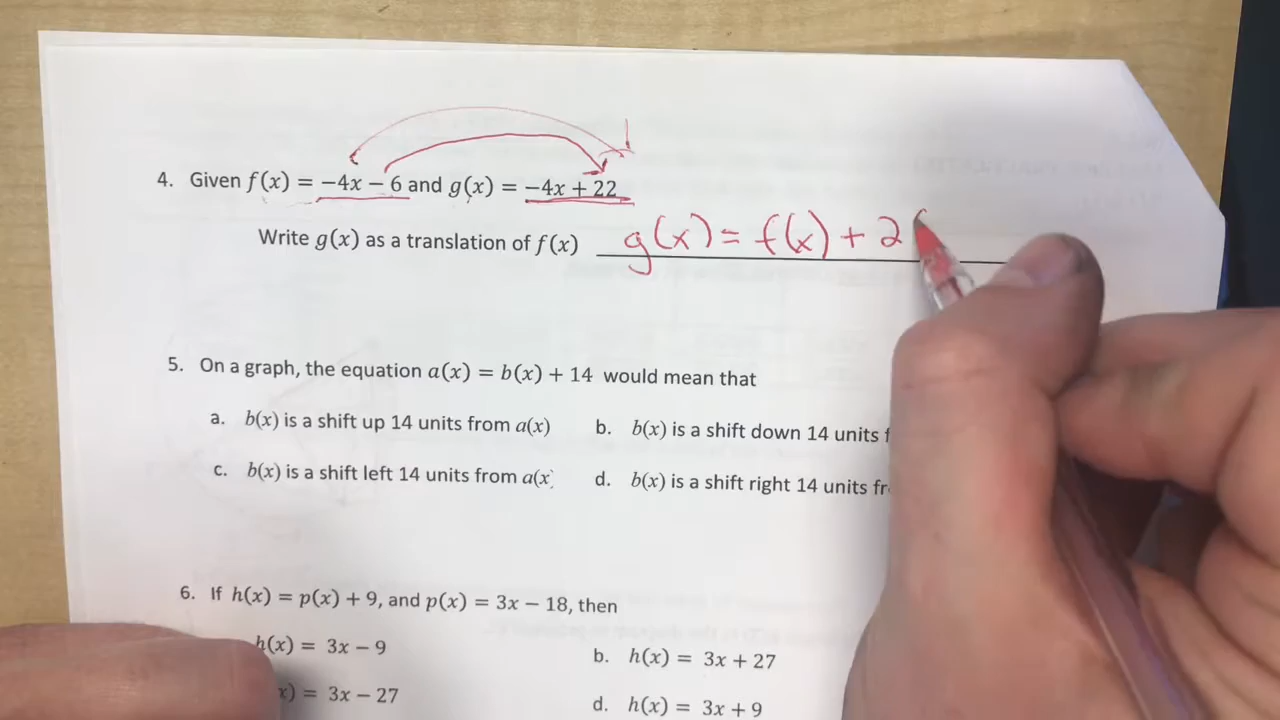 4. Given f(x) = −4x − 6 and g(x) = −4x + 22
Write g(x) as a translation of f(x) g(x) = f(x) + 2
5. On a graph, the equation a(x) = b(x) + 14 would mean that
a. b(x) is a shift up 14 units from a(x) b. b(x) is a shift down 14 units
c. b(x) is a shift left 14 units from a(x) d. b(x) is a shift right 14 units
6. If h(x) = p(x) + 9, and p(x) = 3x − 18, then
h(x) = 3x − 9 b. h(x) = 3x + 27
x) = 3x − 27 d. h(x) = 3x + 9